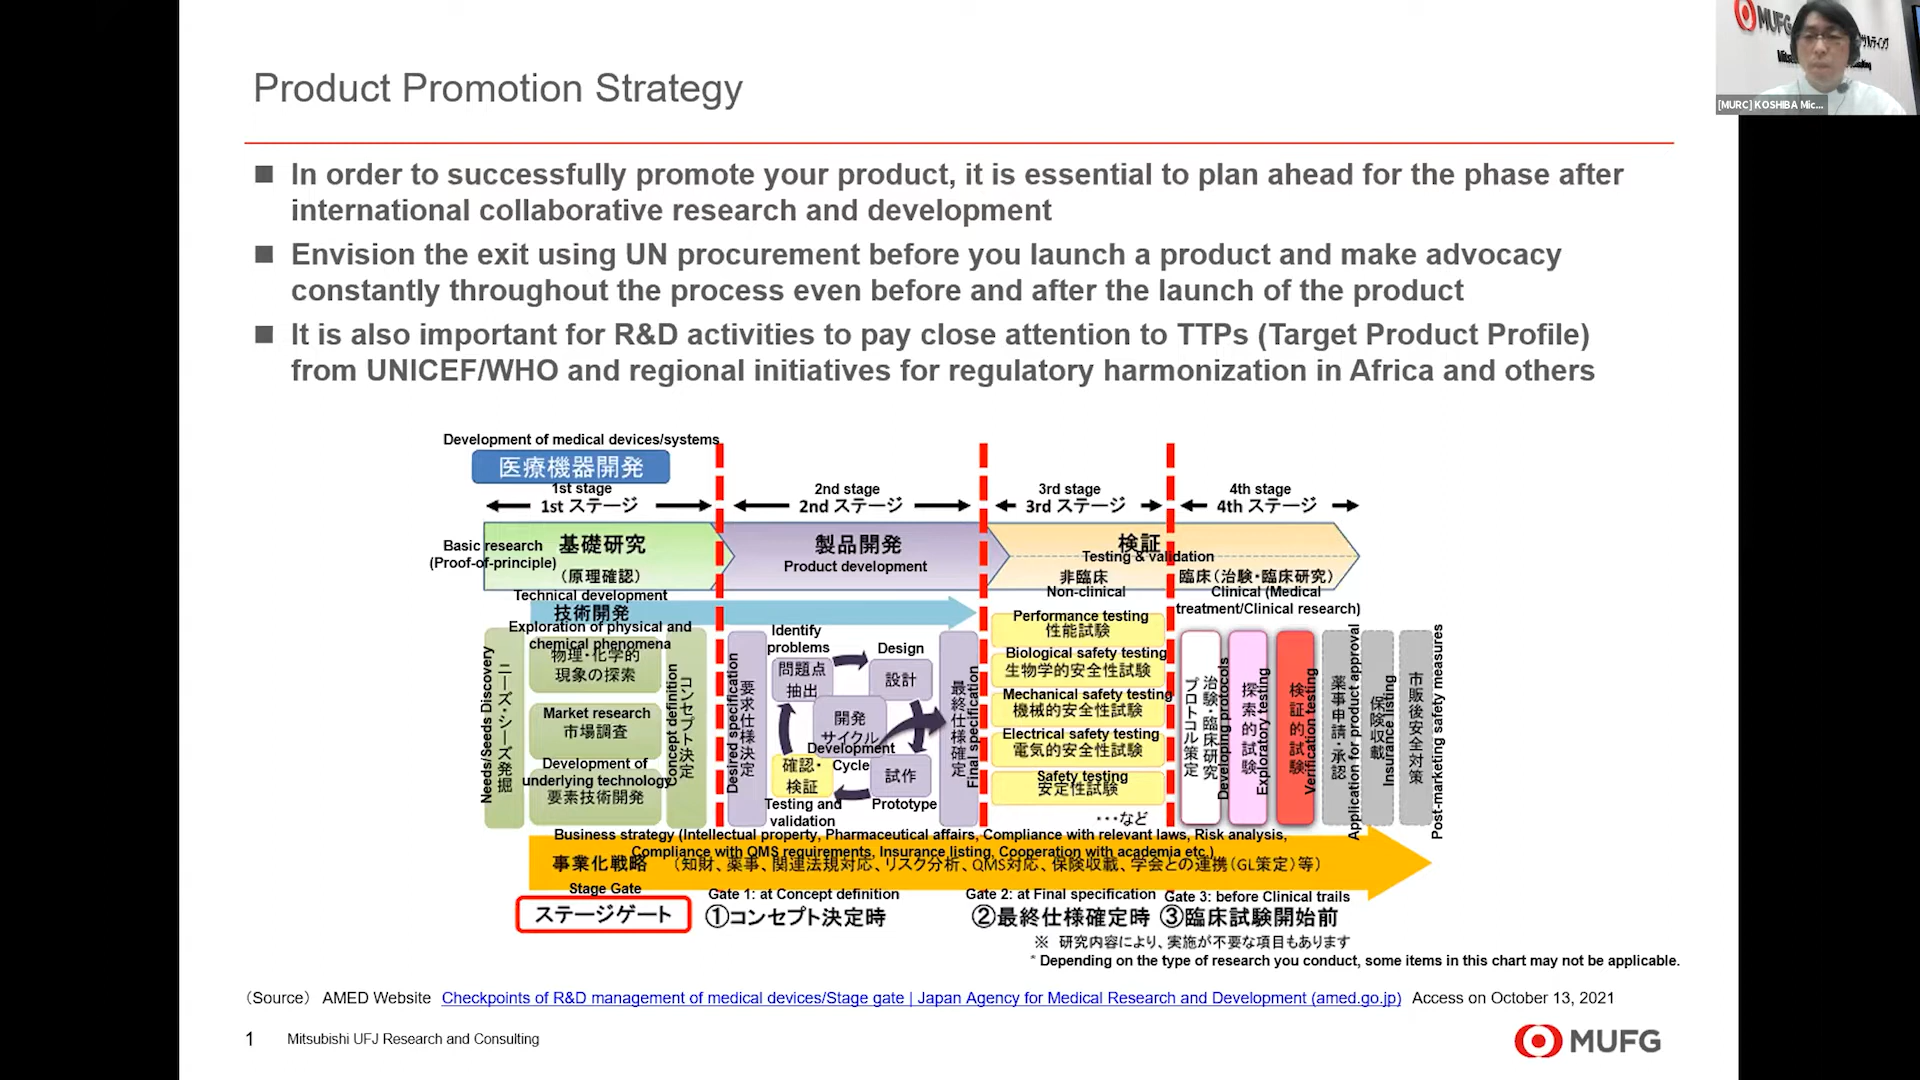 Product Promotion Strategy
In order to successfully promote your product, it is essential to plan ahead for the phase after
international collaborative research and development
Envision the exit using UN procurement before you launch a product and make advocacy
constantly throughout the process even before and after the launch of the product
It is also important for R&D activities to pay close attention to TTPs (Target Product Profile)
from UNICEF/WHO and regional initiatives for regulatory harmonization in Africa and others
MUFG
[MURC] KOSHIBA Mic...
Development of medical devices/systems
医療機器開発
1st stage
1st ステージ
2nd stage
2nd ステージ
3rd stage
3rd ステージ
4th stage
4th ステージ
Basic research
(Proof-of-principle)
基礎研究
（原理確認）
製品開発
Product development
検証
Testing & validation
非臨床
Non-clinical
臨床（治験・臨床研究）
Clinical (Medical
treatment/Clinical research)
Technical development
技術開発
Needs/Seeds Discovery
ニーズ・シーズ発掘
Exploration of physical and
chemical phenomena
物理・化学的
現象の探索
Market research
市場調査
Development of
underlying technology
要素技術開発
Concept definition
コンセプト決定
Desired specification
要求仕様決定
Identify
problems
問題点
抽出
Design
設計
開発
サイクル
Development
Cycle
確認・
検証
Testing and
validation
試作
Prototype
最終仕様確定
Final specification
Performance testing
性能試験
Biological safety testing
生物学的安全性試験
Mechanical safety testing
機械的安全性試験
Electrical safety testing
電気的安全性試験
Safety testing
安定性試験
・・・など
治験・臨床研究
プロトコル策定
Developing protocols
探索的試験
Exploratory testing
検証的試験
Verification testing
薬事申請・承認
Application for product approval
保険収載
Insurance listing
市販後安全対策
Post-marketing safety measures
Business strategy (Intellectual property, Pharmaceutical affairs, Compliance with relevant laws, Risk analysis,
Compliance with QMS requirements, Insurance listing, Cooperation with academia etc.)
事業化戦略 （知財、薬事、関連法規対応、リスク分析、QMS対応、保険収載、学会との連携（GL策定）等）
Stage Gate
ステージゲート
Gate 1: at Concept definition
①コンセプト決定時
Gate 2: at Final specification
②最終仕様確定時
Gate 3: before Clinical trails
③臨床試験開始前
※ 研究内容により、実施が不要な項目もあります
* Depending on the type of research you conduct, some items in this chart may not be applicable.
（Source） AMED Website Checkpoints of R&D management of medical devices/Stage gate | Japan Agency for Medical Research and Development (amed.go.jp) Access on October 13, 2021
1 Mitsubishi UFJ Research and Consulting
MUFG